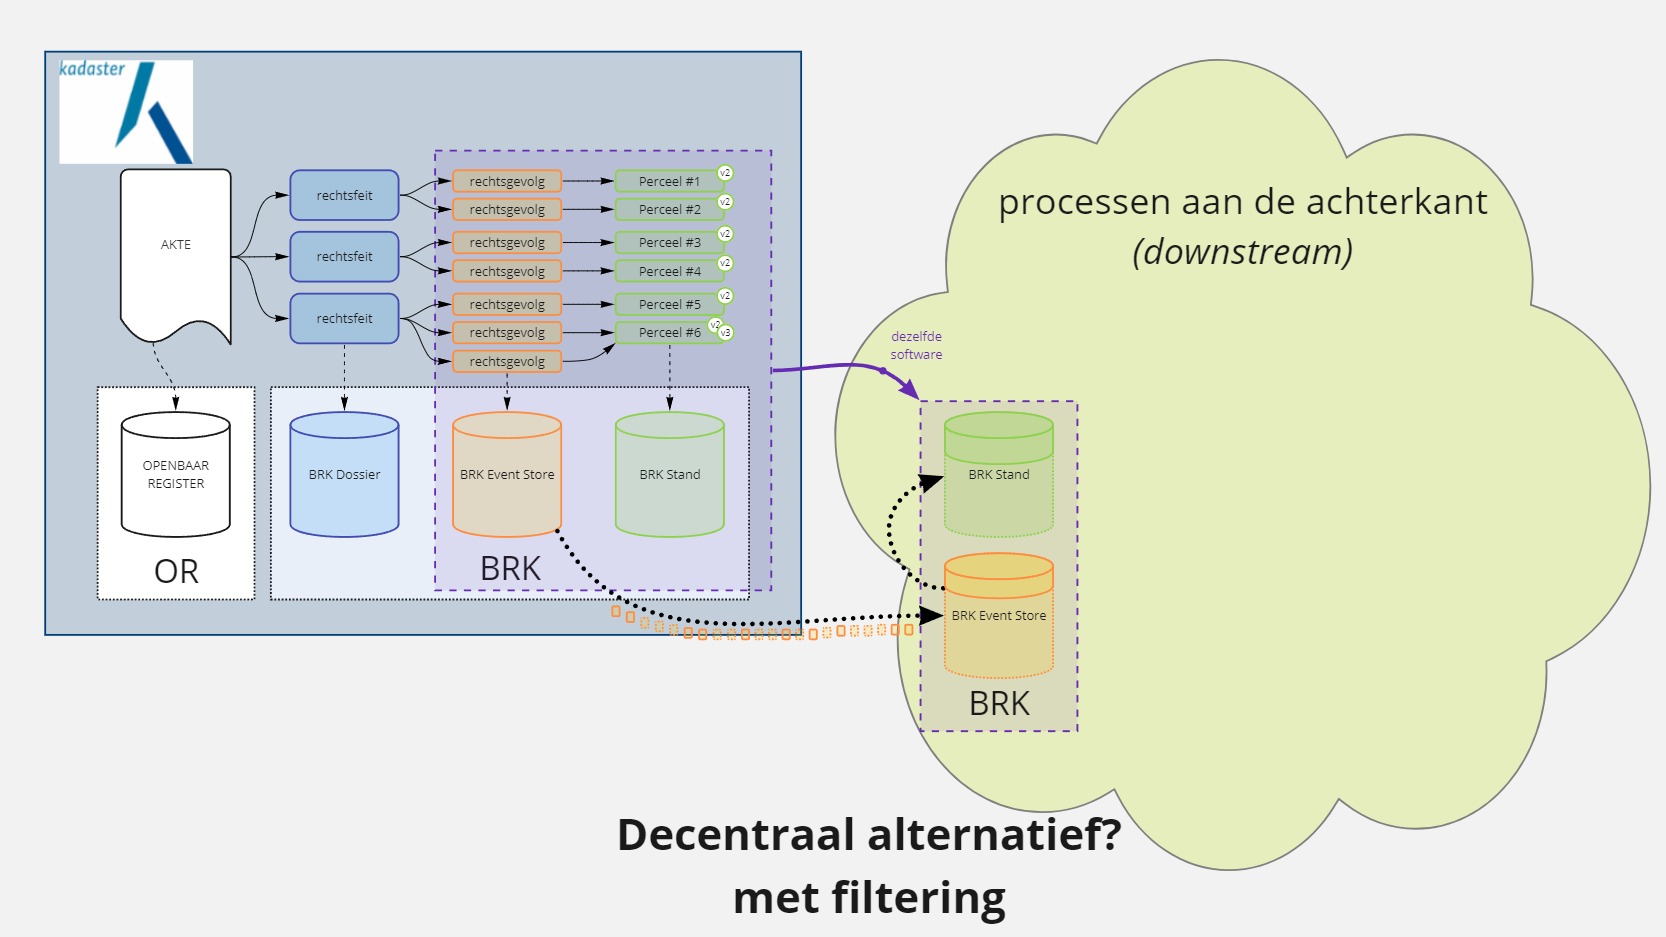 kadaster
AKTE
rechtsfeit
rechtsfeit
rechtsfeit
rechtsgevolg
rechtsgevolg
rechtsgevolg
rechtsgevolg
rechtsgevolg
rechtsgevolg
rechtsgevolg
Perceel #1
v2
Perceel #2
v2
Perceel #3
v2
Perceel #4
v2
Perceel #5
v2
Perceel #6
v2
v3
OPENBAAR
REGISTER
OR
BRK Dossier
BRK Event Store
BRK Stand
BRK
processen aan de achterkant
(downstream)
dezelfde
software
BRK Stand
BRK Event Store
BRK
Decentraal alternatief?
met filtering